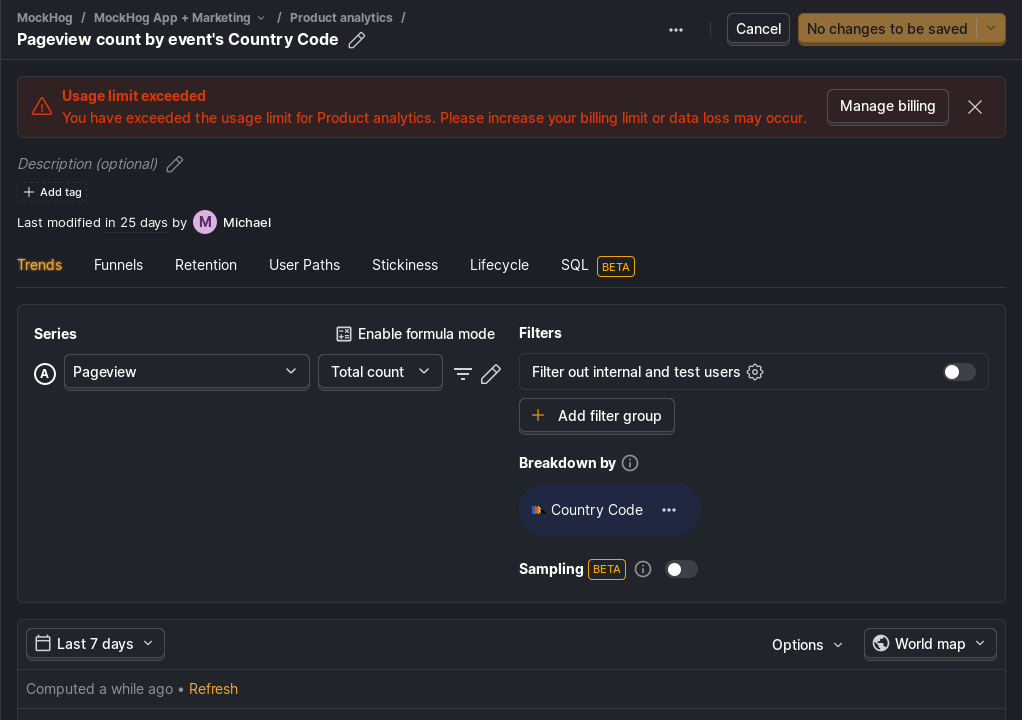 MockHog / MockHog App + Marketing / Product analytics /
Pageview count by event's Country Code
Cancel
No changes to be saved
Usage limit exceeded
You have exceeded the usage limit for Product analytics. Please increase your billing limit or data loss may occur.
Manage billing
Description (optional)
Add tag
Last modified in 25 days by M Michael
Trends Funnels Retention User Paths Stickiness Lifecycle SQL BETA
Series
Enable formula mode
A Pageview Total count
Filters
Filter out internal and test users
Add filter group
Breakdown by
Country Code
Sampling BETA
Last 7 days
Options
World map
Computed a while ago • Refresh